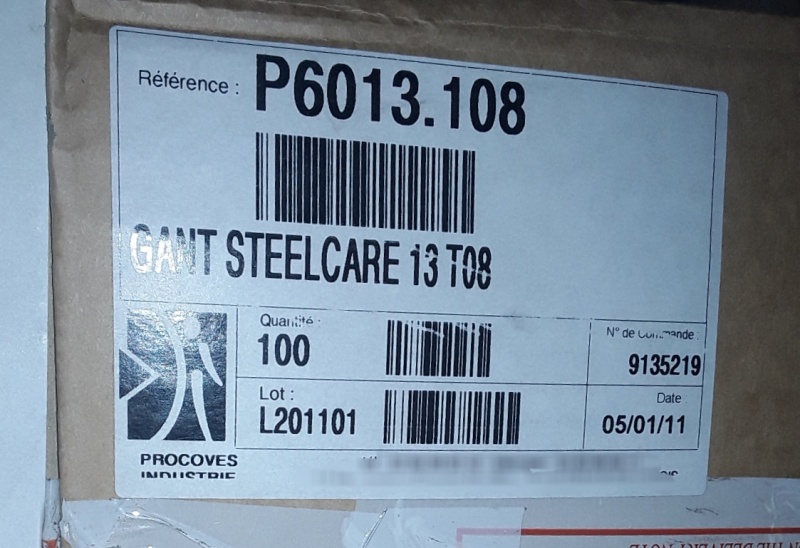 Référence : P6013.108
GANT STEELCARE 13 T08
Quantité :
100
N° de Commande
9135219
Lot :
L201101
Date :
05/01/11
PROCOVES
INDUSTRIE